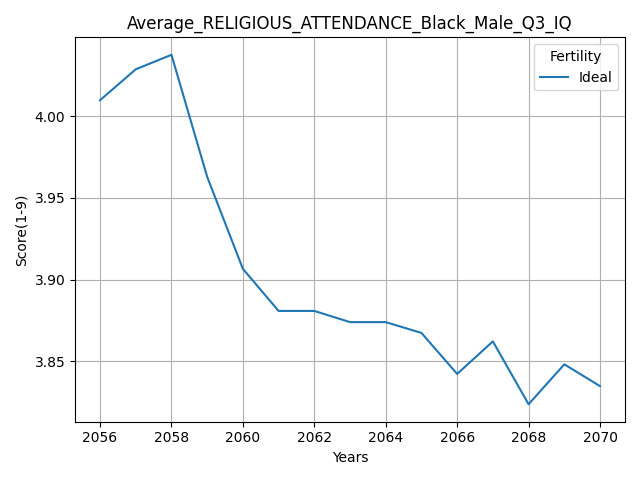 Average_RELIGIOUS_ATTENDANCE_Black_Male_Q3_IQ
Fertility
Ideal
4.00
3.95
3.90
3.85
Score(1-9)
2056 2058 2060 2062 2064 2066 2068 2070
Years